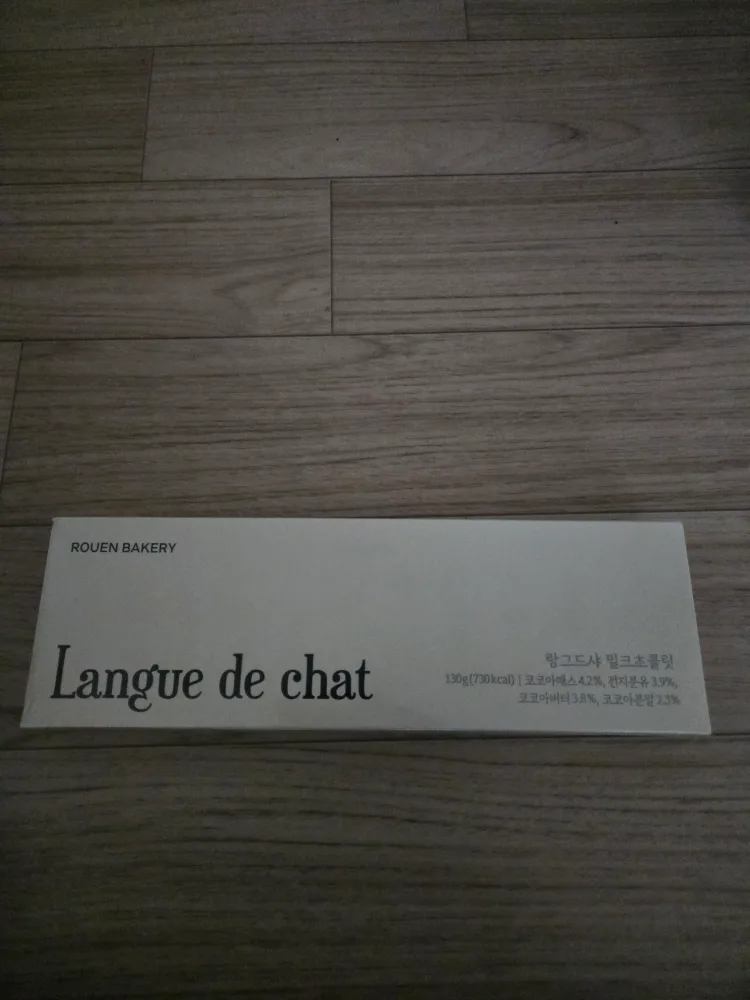 ROUEN BAKERY
Langue de chat
랑그드샤 밀크초콜릿
130g(730kcal) | 코코아매스4.2%, 전지분유3.9%,
코코아버터3.8%, 코코아분말2.3%